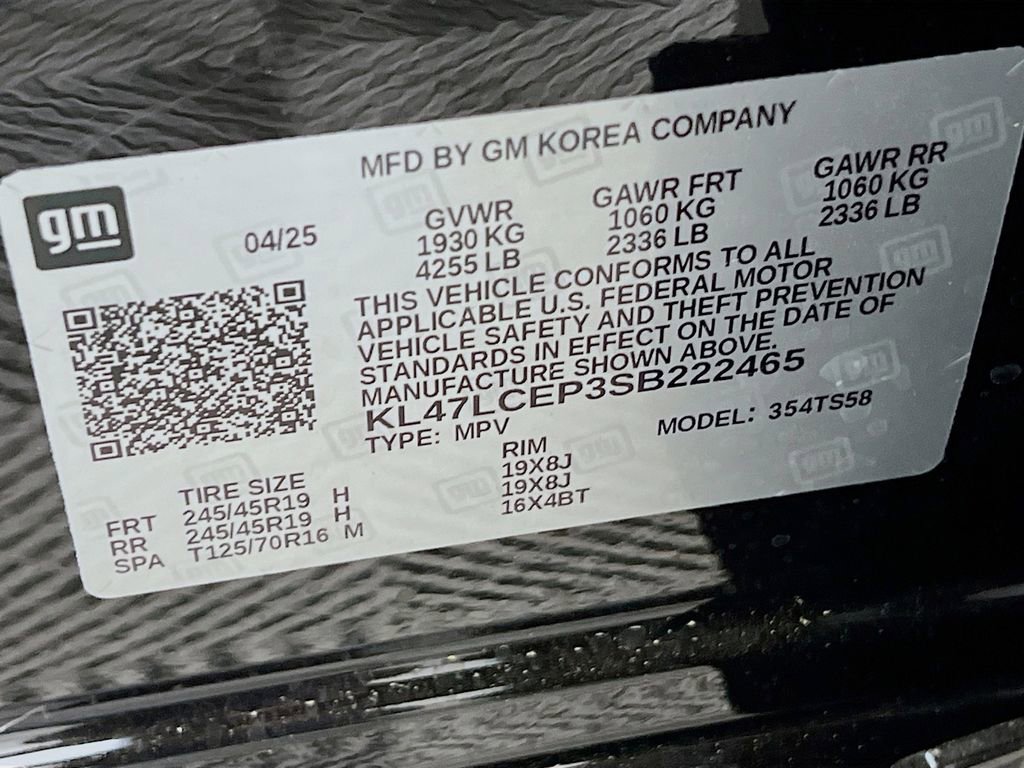 MFD BY GM KOREA COMPANY
gm
04/25
GVWR
1930 KG
4255 LB
GAWR FRT
1060 KG
2336 LB
GAWR RR
1060 KG
2336 LB
THIS VEHICLE CONFORMS TO ALL
APPLICABLE U.S. FEDERAL MOTOR
VEHICLE SAFETY AND THEFT PREVENTION
STANDARDS IN EFFECT ON THE DATE OF
MANUFACTURE SHOWN ABOVE.
KL47LCEP3SB222465
TYPE: MPV
MODEL: 354TS58
TIRE SIZE RIM
FRT 245/45R19 H 19X8J
RR 245/45R19 H 19X8J
SPA T125/70R16 M 16X4BT